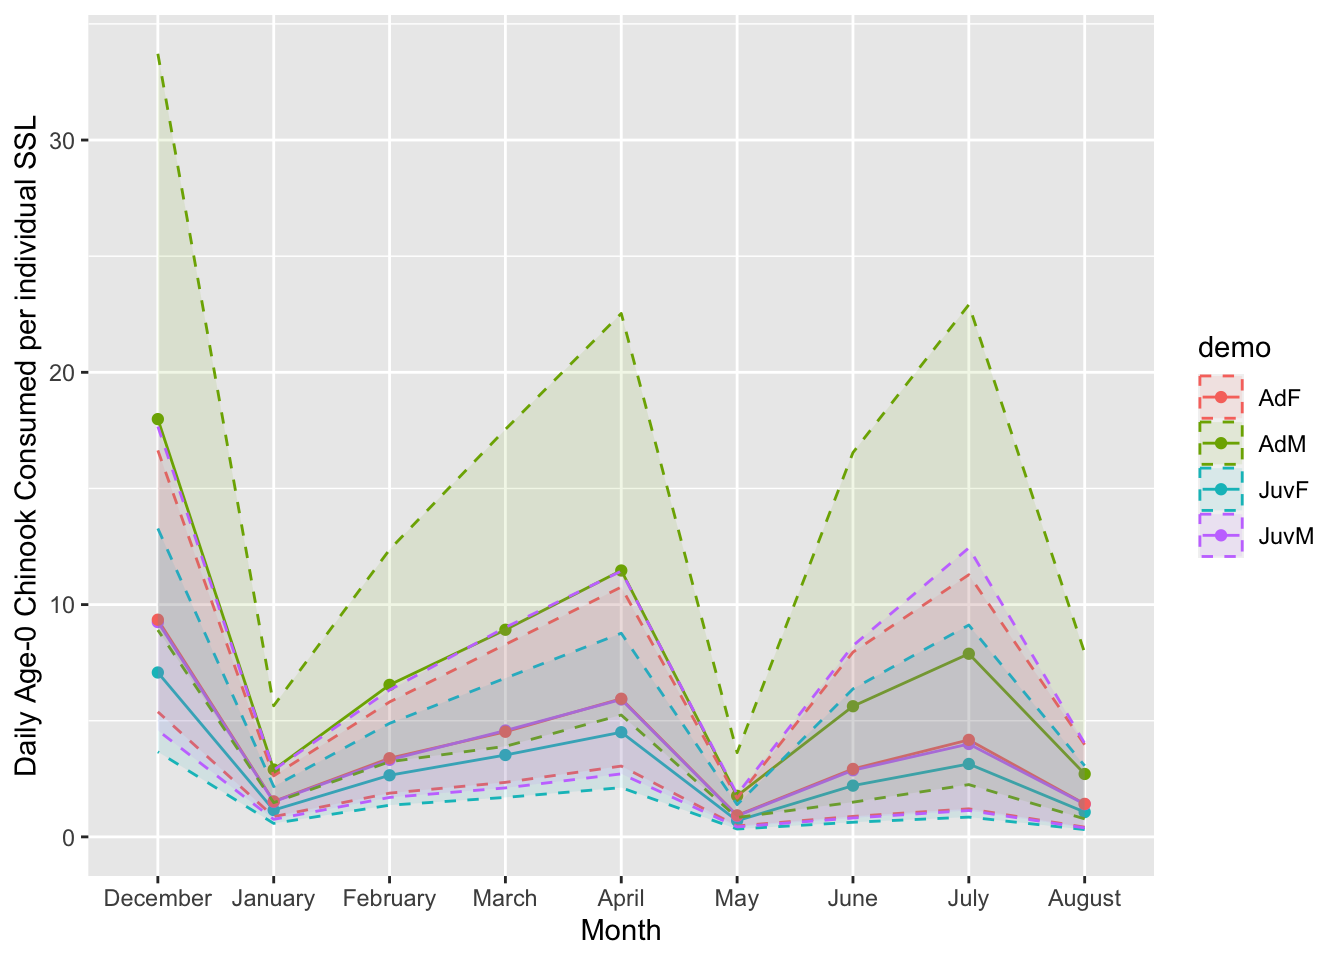 Daily Age-0 Chinook Consumed per individual SSL
30
20
10
0
December January February March April May June July August
Month
demo
AdF
AdM
JuvF
JuvM